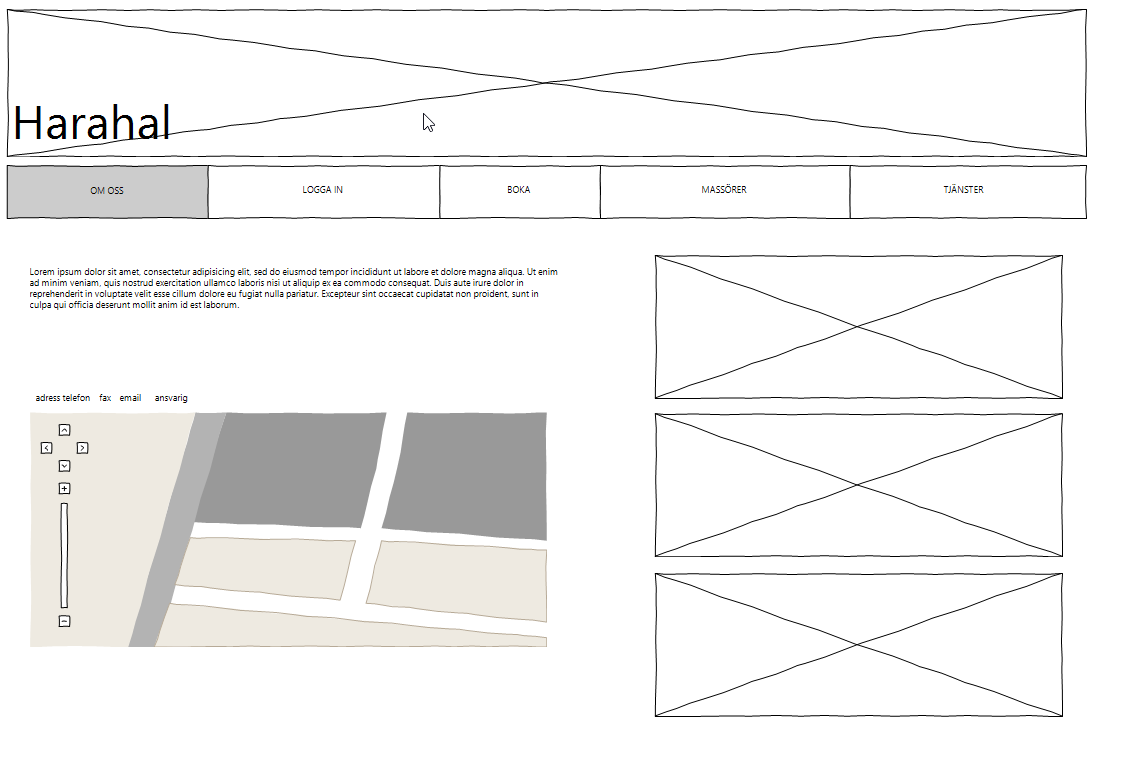 Harahal
OM OSS LOGGA IN BOKA MASSÖRER TJÄNSTER
Lorem ipsum dolor sit amet, consectetur adipisicing elit, sed do eiusmod tempor incididunt ut labore et dolore magna aliqua. Ut enim
ad minim veniam, quis nostrud exercitation ullamco laboris nisi ut aliquip ex ea commodo consequat. Duis aute irure dolor in
reprehenderit in voluptate velit esse cillum dolore eu fugiat nulla pariatur. Excepteur sint occaecat cupidatat non proident, sunt in
culpa qui officia deserunt mollit anim id est laborum.
adress telefon fax email ansvarig